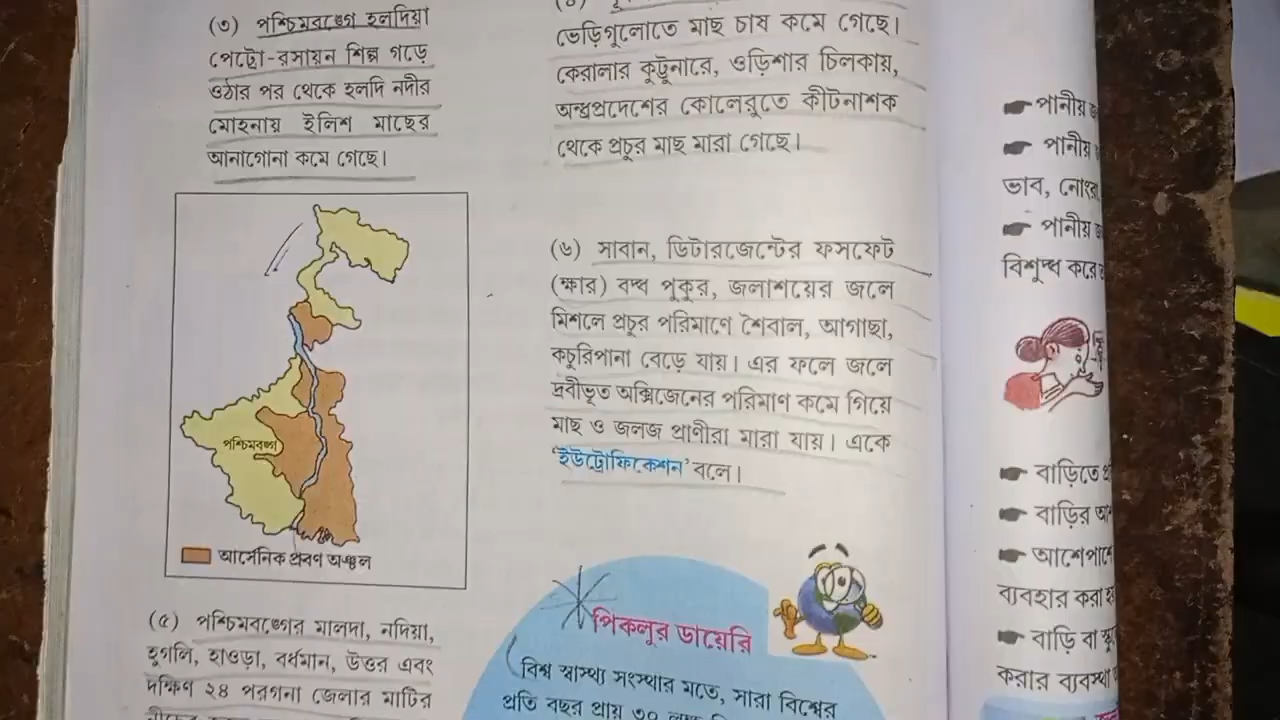 (৩) পশ্চিমবঙ্গে হলদিয়া
পেট্রো-রসায়ন শিল্প গড়ে
ওঠার পর থেকে হলদি নদীর
মোহনায় ইলিশ মাছের
আনাগোনা কমে গেছে।
পশ্চিমবঙ্গ
আর্সেনিক প্রবণ অঞ্চল
(৫) পশ্চিমবঙ্গের মালদা, নদিয়া,
হুগলি, হাওড়া, বর্ধমান, উত্তর এবং
দক্ষিণ ২৪ পরগনা জেলার মাটির
ভেড়িগুলোতে মাছ চাষ কমে গেছে।
কেরালার কুট্টুনারে, ওড়িশার চিলকায়,
অন্ধ্রপ্রদেশের কোলেরুতে কীটনাশক
থেকে প্রচুর মাছ মারা গেছে।
(৬) সাবান, ডিটারজেন্টের ফসফেট
(ক্ষার) বদ্ধ পুকুর, জলাশয়ের জলে
মিশলে প্রচুর পরিমাণে শৈবাল, আগাছা,
কচুরিপানা বেড়ে যায়। এর ফলে জলে
দ্রবীভূত অক্সিজেনের পরিমাণ কমে গিয়ে
মাছ ও জলজ প্রাণীরা মারা যায়। একে
'ইউট্রোফিকেশন' বলে।
পিকলুর ডায়েরি
বিশ্ব স্বাস্থ্য সংস্থার মতে, সারা বিশ্বের
প্রতি বছর প্রায় ৩০
পানীয়
পানীয়
ভাব, নোংরা
পানীয়
বিশুদ্ধ করে
বাড়িতে
বাড়ির
আশেপাশে
ব্যবহার করা
বাড়ি বা
করার ব্যবস্থা